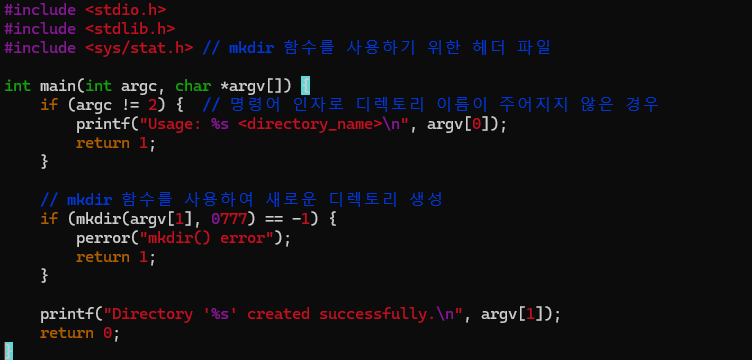 #include <stdio.h>
#include <stdlib.h>
#include <sys/stat.h> // mkdir 함수를 사용하기 위한 헤더 파일

int main(int argc, char *argv[]) {
    if (argc != 2) {  // 명령어 인자로 디렉토리 이름이 주어지지 않은 경우
        printf("Usage: %s <directory_name>\n", argv[0]);
        return 1;
    }

    // mkdir 함수를 사용하여 새로운 디렉토리 생성
    if (mkdir(argv[1], 0777) == -1) {
        perror("mkdir() error");
        return 1;
    }

    printf("Directory '%s' created successfully.\n", argv[1]);
    return 0;
}